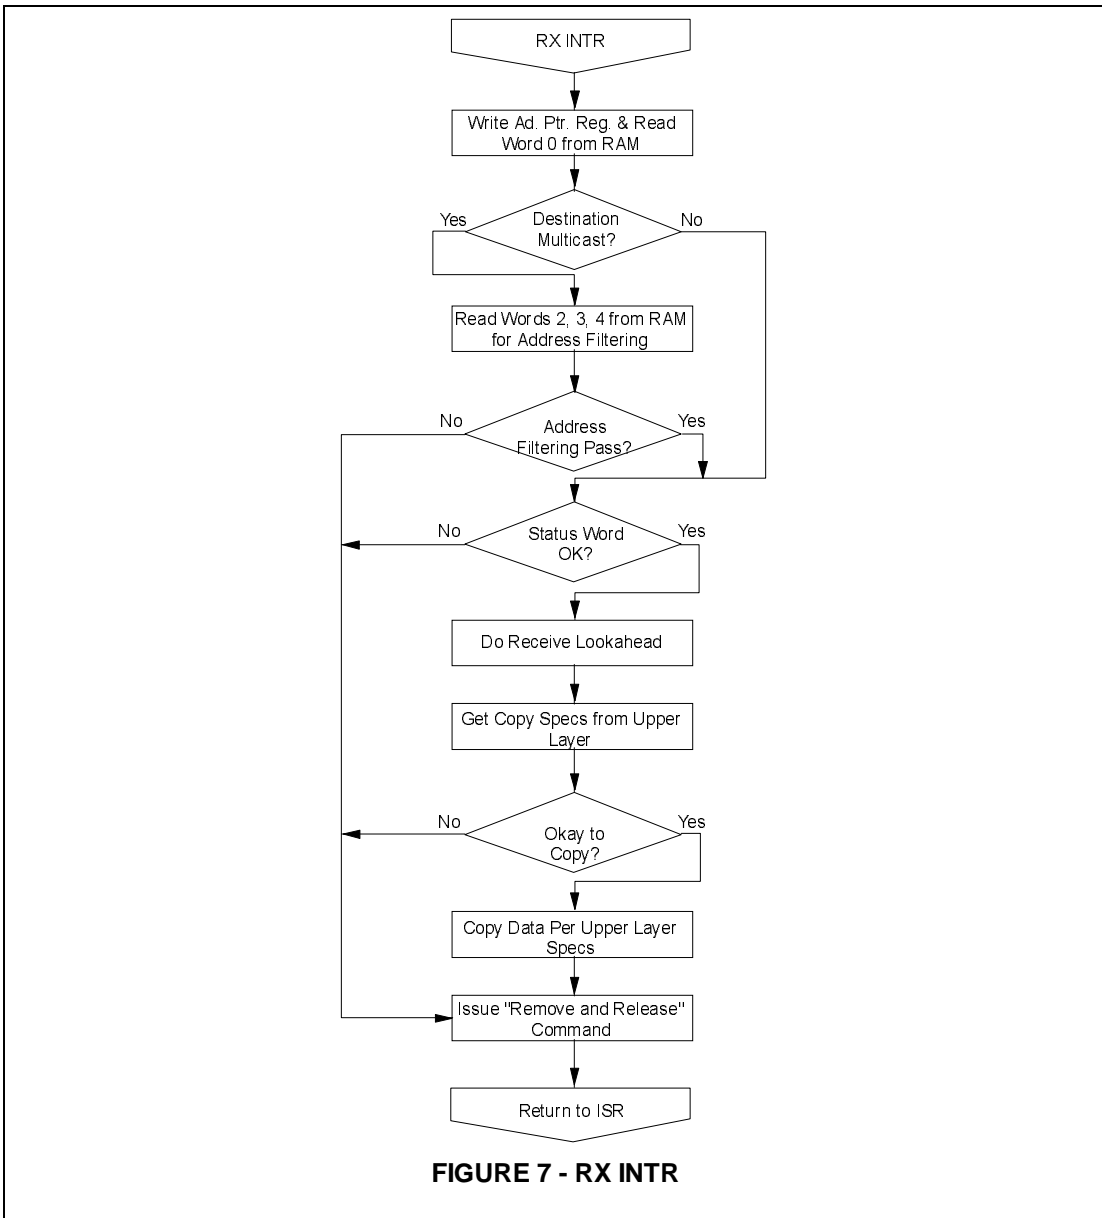 RX INTR
Write Ad. Ptr. Reg. & Read
Word 0 from RAM
Yes
No
Destination
Multicast?
Read Words 2, 3, 4 from RAM
for Address Filtering
No
Yes
Address
Filtering Pass?
No
Yes
Status Word
OK?
Do Receive Lookahead
Get Copy Specs from Upper
Layer
No
Yes
Okay to
Copy?
Copy Data Per Upper Layer
Specs
Issue "Remove and Release"
Command
Return to ISR
FIGURE 7 - RX INTR